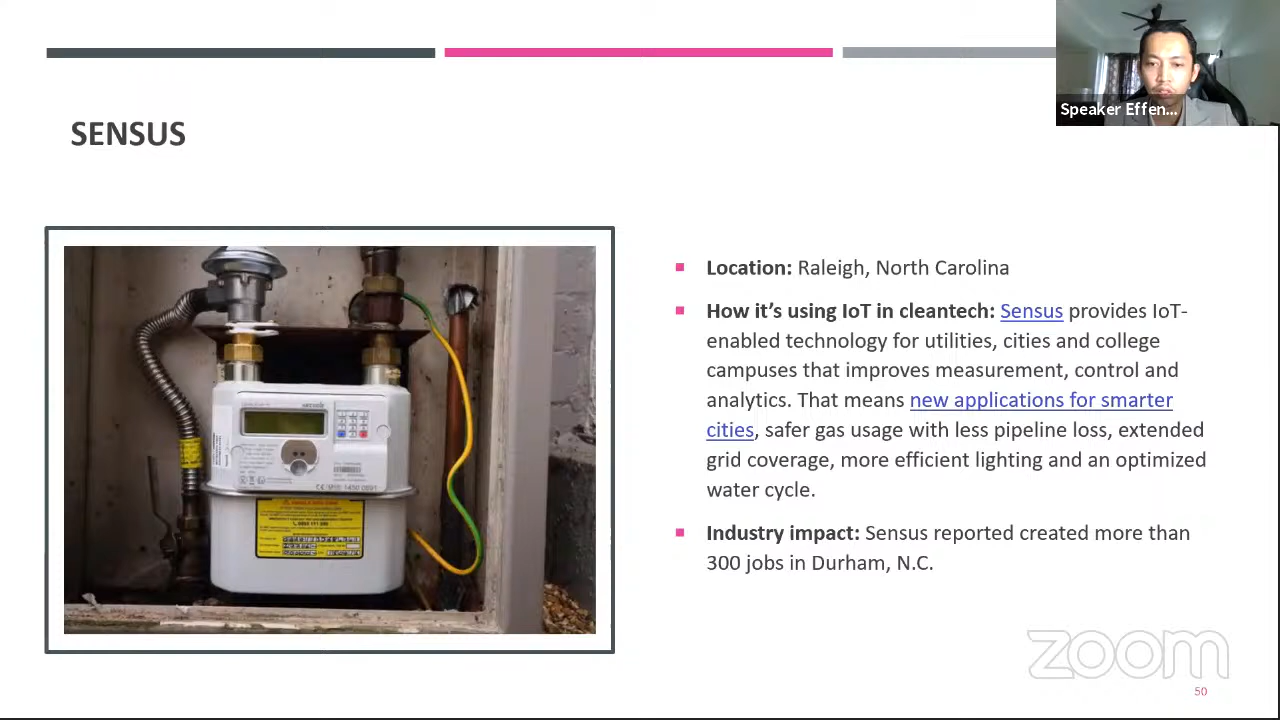 Speaker Effen...
SENSUS
Location: Raleigh, North Carolina
How it's using IoT in cleantech: Sensus provides IoT-
enabled technology for utilities, cities and college
campuses that improves measurement, control and
analytics. That means new applications for smarter
cities, safer gas usage with less pipeline loss, extended
grid coverage, more efficient lighting and an optimized
water cycle.
Industry impact: Sensus reported created more than
300 jobs in Durham, N.C.
zoom
50